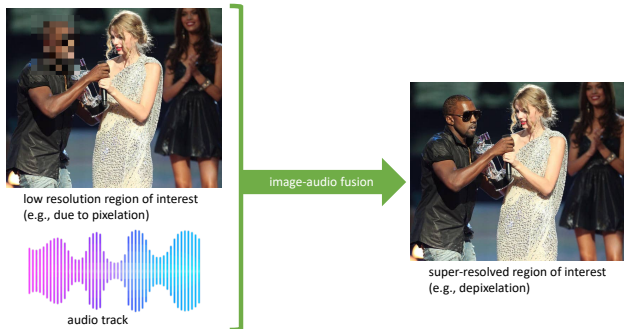 low resolution region of interest
(e.g., due to pixelation)
image-audio fusion
audio track
super-resolved region of interest
(e.g., depixelation)